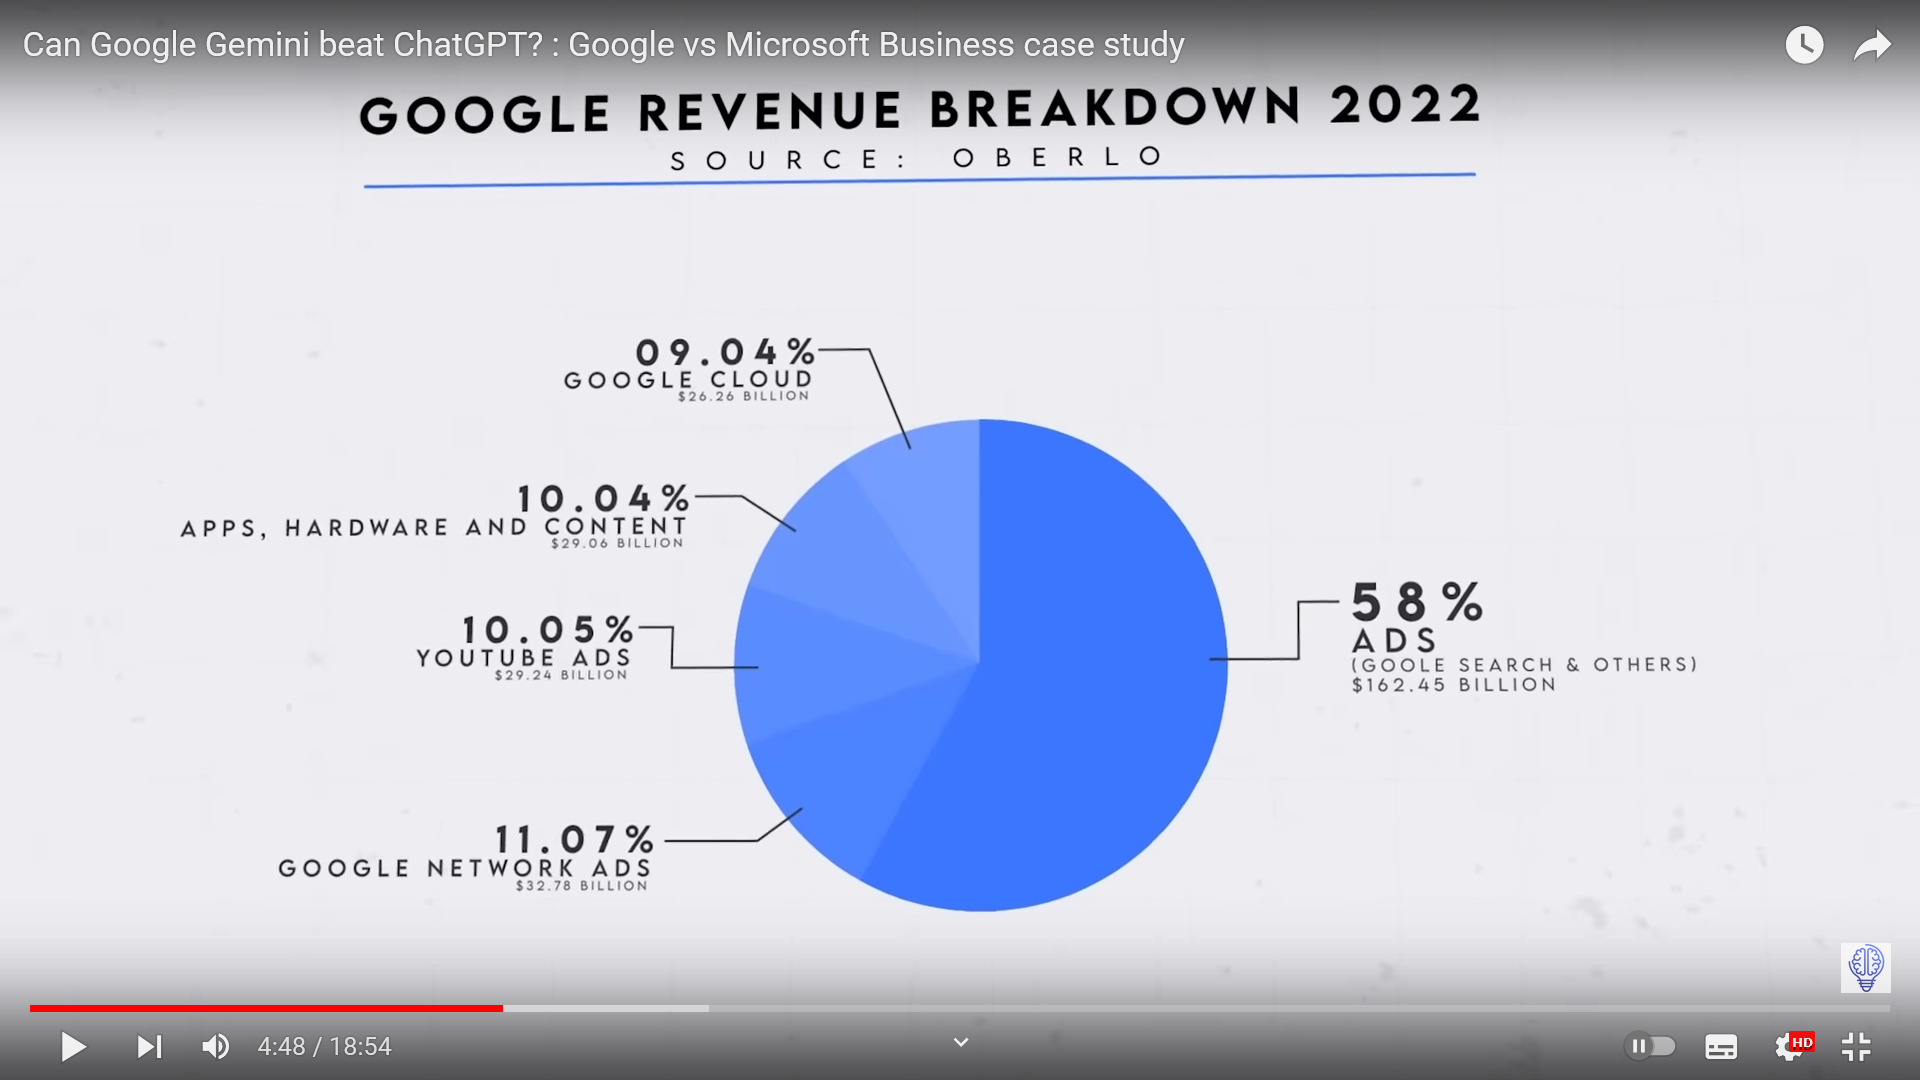 Can Google Gemini beat ChatGPT? : Google vs Microsoft Business case study
GOOGLE REVENUE BREAKDOWN 2022
SOURCE: OBERLO
09.04%
GOOGLE CLOUD
$26.26 BILLION
10.04%
APPS, HARDWARE AND CONTENT
$29.06 BILLION
10.05%
YOUTUBE ADS
$29.24 BILLION
58%
ADS
(GOOLE SEARCH & OTHERS)
$162.45 BILLION
11.07%
GOOGLE NETWORK ADS
$32.78 BILLION
4:48 / 18:54
HD